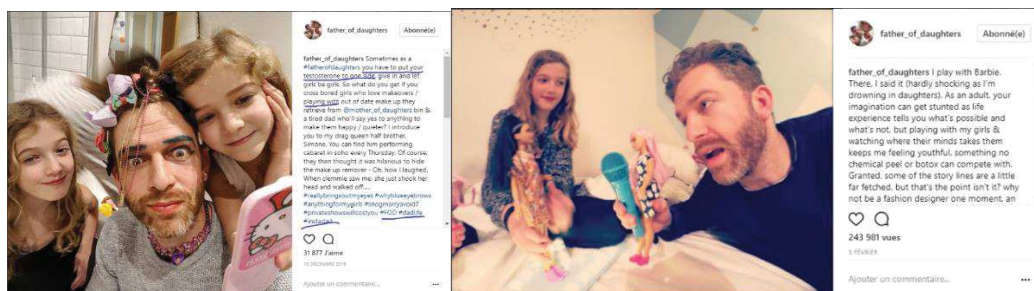 father_of_daughters Abonné(e)
father_of_daughters Sometimes as a
#fatherofdaughters you have to put your
testosterone to one side, give in and let
girls be girls. So what do you get if you
cross bored girls who love makeovers /
playing with out of date make up they
retrieve from @mother_of_daughters bin &
a tired dad who'll say yes to anything to
make them happy / quieter? I introduce
you to my drag queen half brother,
Simone. You can find him performing
cabaret in soho every Thursday. Of course,
they then thought it was hilarious to hide
the make up remover - Oh, how I laughed.
When clemmie saw me, she just shook her
head and walked off....
#reallybringsoutmyeyes #whyblueeyebrows
#anythingformygirls #snogmarryavoid?
#privateshowswillcostyou #FOD #dadlife
#instadad
31 877 J'aime
DÉCEMBRE
Ajouter un commentaire...
father_of_daughters Abonné(e)
father_of_daughters I play with Barbie.
There, I said it (hardly shocking as I'm
drowning in daughters). As an adult, your
imagination can get stunted as life
experience tells you what's possible and
what's not, but playing with my girls &
watching where their minds takes them
keeps me feeling youthful, something no
chemical peel or botox can compete with.
Granted, some of the story lines are a little
far fetched, but that's the point isn't it? why
not be a fashion designer one moment, an
243 981 vues
5 FÉVRIER
Ajouter un commentaire...